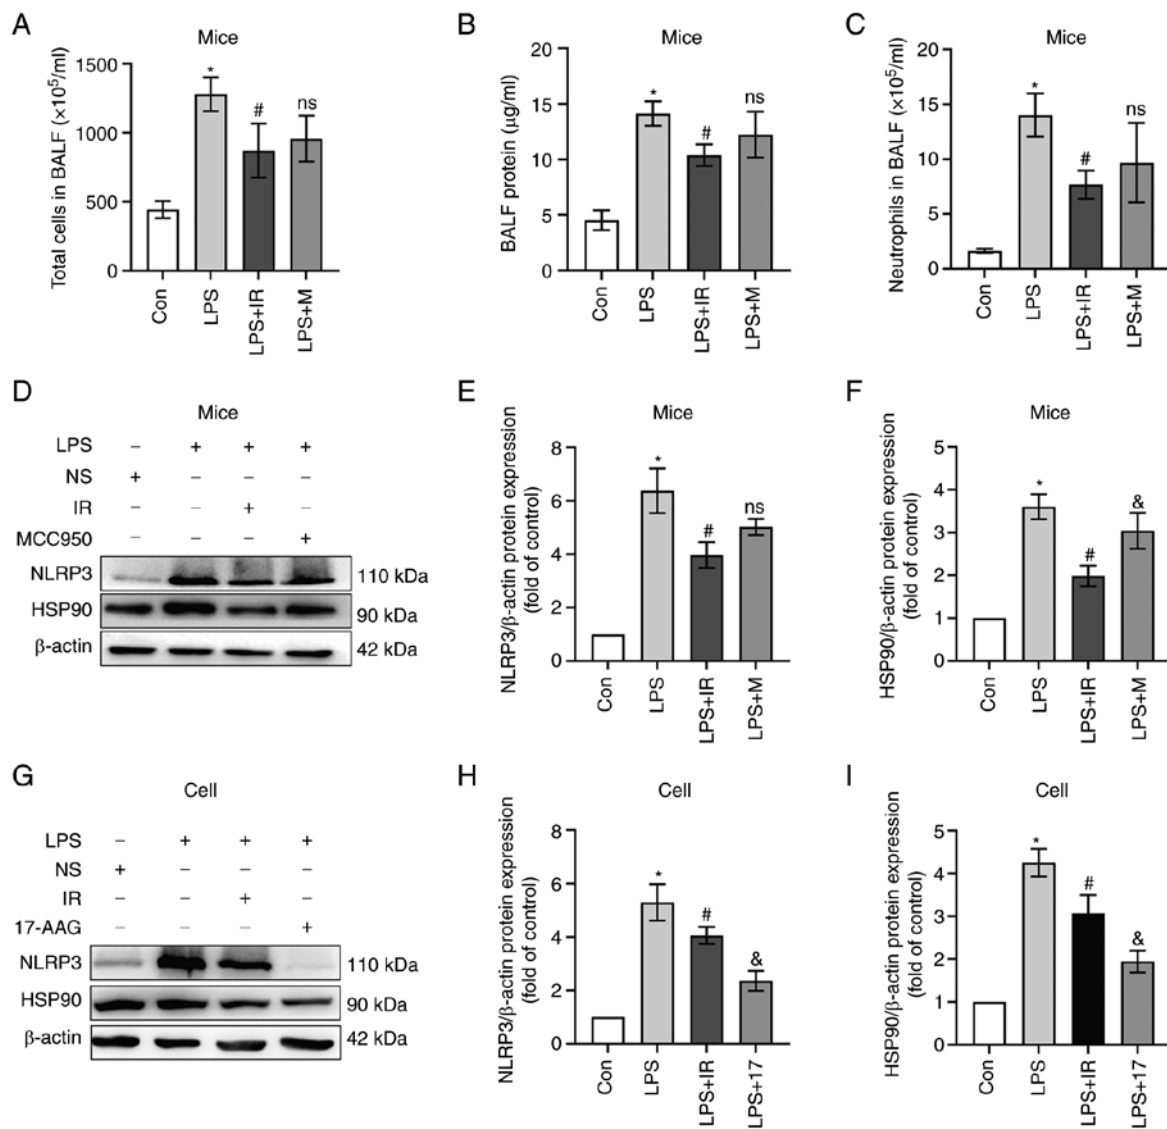 A
Mice
Total cells in BALF (×10⁵/ml)
1500
1000
500
0
*
#
ns
Con
LPS
LPS+IR
LPS+M
B
Mice
BALF protein (µg/ml)
20
15
10
5
0
*
#
ns
Con
LPS
LPS+IR
LPS+M
C
Mice
Neutrophils in BALF (×10⁵/ml)
20
15
10
5
0
*
#
ns
Con
LPS
LPS+IR
LPS+M
D
Mice
LPS – + + +
NS + – – –
IR – – + –
MCC950 – – – +
NLRP3 110 kDa
HSP90 90 kDa
β-actin 42 kDa
E
Mice
NLRP3/β-actin protein expression
(fold of control)
8
6
4
2
0
*
#
ns
Con
LPS
LPS+IR
LPS+M
F
Mice
HSP90/β-actin protein expression
(fold of control)
5
4
3
2
1
0
*
#
&
Con
LPS
LPS+IR
LPS+M
G
Cell
LPS – + + +
NS + – – –
IR – – + –
17-AAG – – – +
NLRP3 110 kDa
HSP90 90 kDa
β-actin 42 kDa
H
Cell
NLRP3/β-actin protein expression
(fold of control)
8
6
4
2
0
*
#
&
Con
LPS
LPS+IR
LPS+17
I
Cell
HSP90/β-actin protein expression
(fold of control)
5
4
3
2
1
0
*
#
&
Con
LPS
LPS+IR
LPS+17